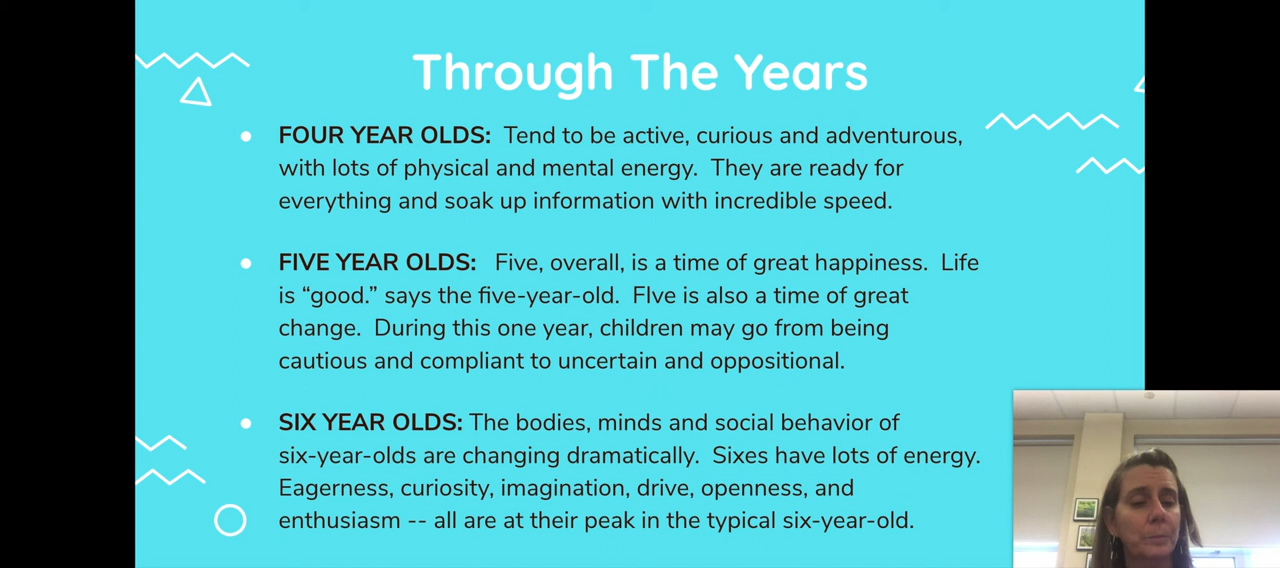 Through The Years
FOUR YEAR OLDS: Tend to be active, curious and adventurous,
with lots of physical and mental energy. They are ready for
everything and soak up information with incredible speed.
FIVE YEAR OLDS: Five, overall, is a time of great happiness. Life
is “good.” says the five-year-old. FIve is also a time of great
change. During this one year, children may go from being
cautious and compliant to uncertain and oppositional.
SIX YEAR OLDS: The bodies, minds and social behavior of
six-year-olds are changing dramatically. Sixes have lots of energy.
Eagerness, curiosity, imagination, drive, openness, and
enthusiasm -- all are at their peak in the typical six-year-old.